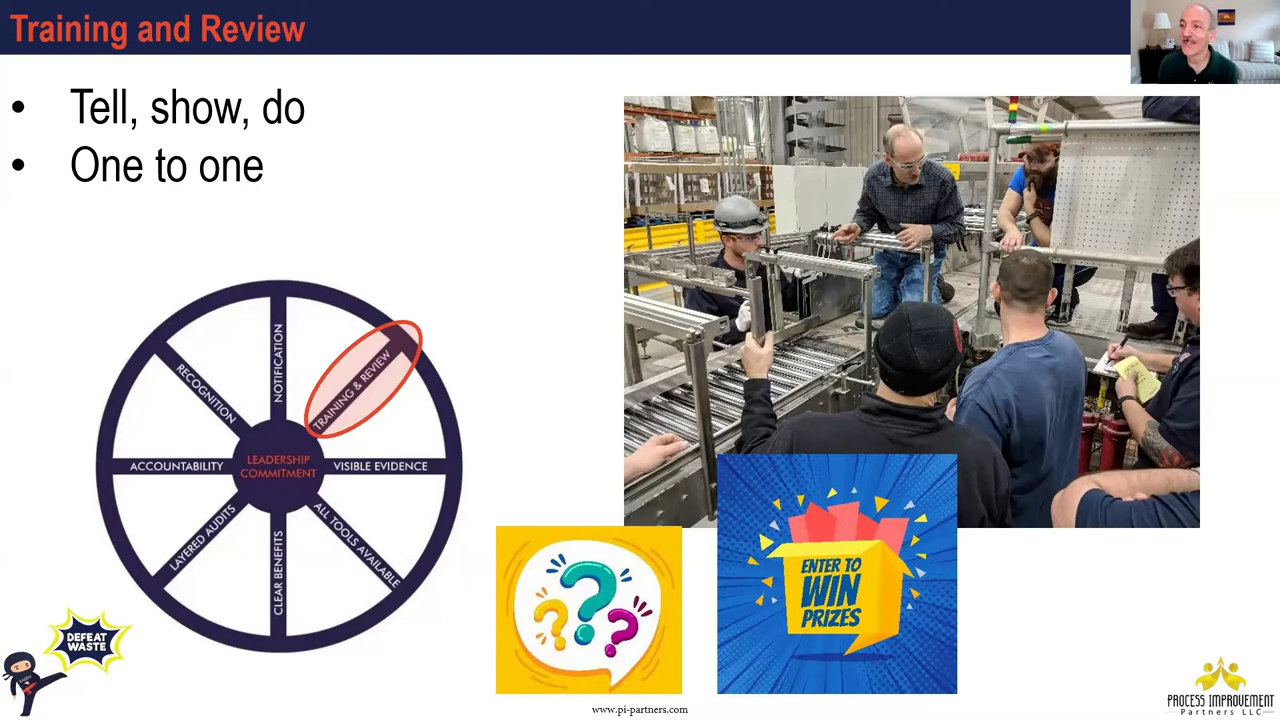 Training and Review
• Tell, show, do
• One to one
NOTIFICATION
TRAINING & REVIEW
VISIBLE EVIDENCE
ALL TOOLS AVAILABLE
CLEAR BENEFITS
LAYERED AUDITS
ACCOUNTABILITY
RECOGNITION
LEADERSHIP
COMMITMENT
DEFEAT
WASTE
???
ENTER TO
WIN
PRIZES
www.pi-partners.com
PROCESS IMPROVEMENT
Partners LLC